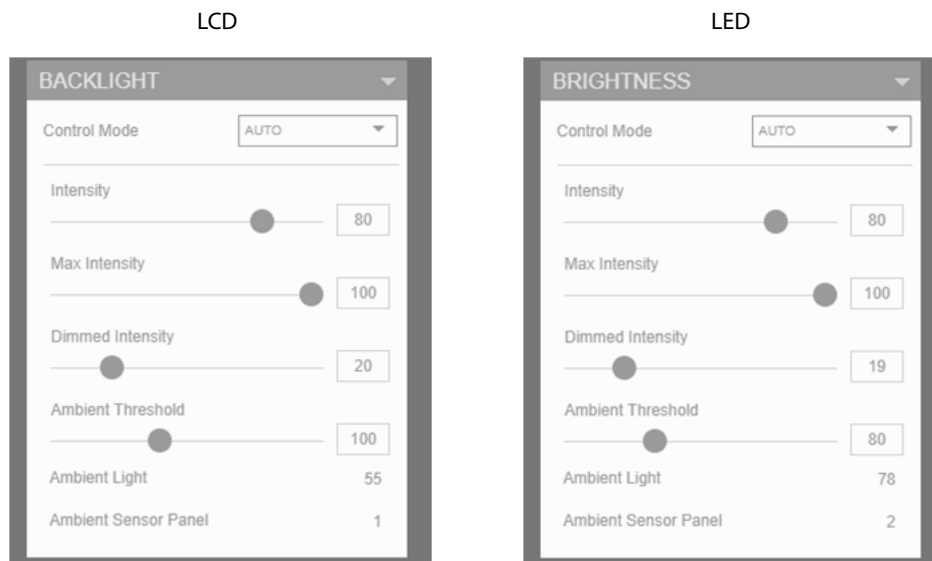 LCD
BACKLIGHT
Control Mode AUTO
Intensity
80
Max Intensity
100
Dimmed Intensity
20
Ambient Threshold
100
Ambient Light 55
Ambient Sensor Panel 1
LED
BRIGHTNESS
Control Mode AUTO
Intensity
80
Max Intensity
100
Dimmed Intensity
19
Ambient Threshold
80
Ambient Light 78
Ambient Sensor Panel 2